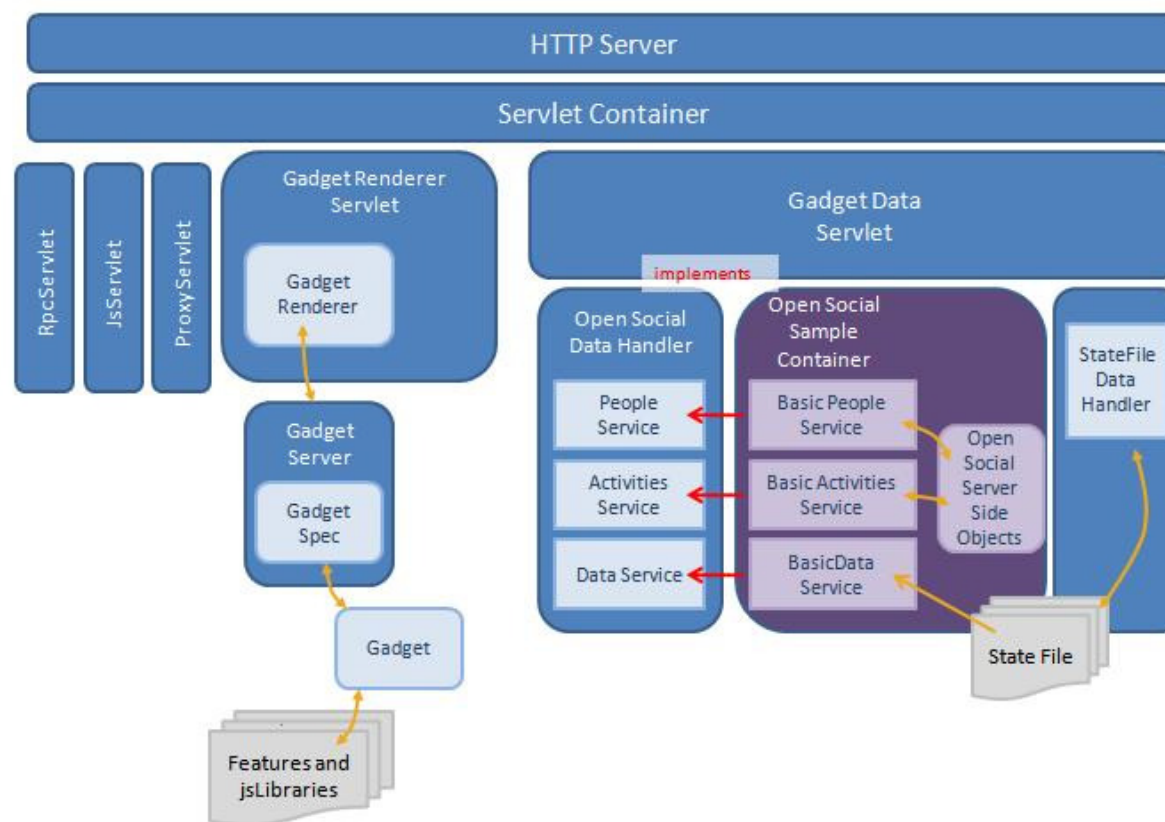 HTTP Server
Servlet Container
RpcServlet
JsServlet
ProxyServlet
Gadget Renderer
Servlet
Gadget
Renderer
Gadget
Server
Gadget
Spec
Gadget
Features and
jsLibraries
Gadget Data
Servlet
implements
Open Social
Data Handler
People
Service
Activities
Service
Data Service
Open Social
Sample
Container
Basic People
Service
Basic Activities
Service
BasicData
Service
Open
Social
Server
Side
Objects
StateFile
Data
Handler
State File